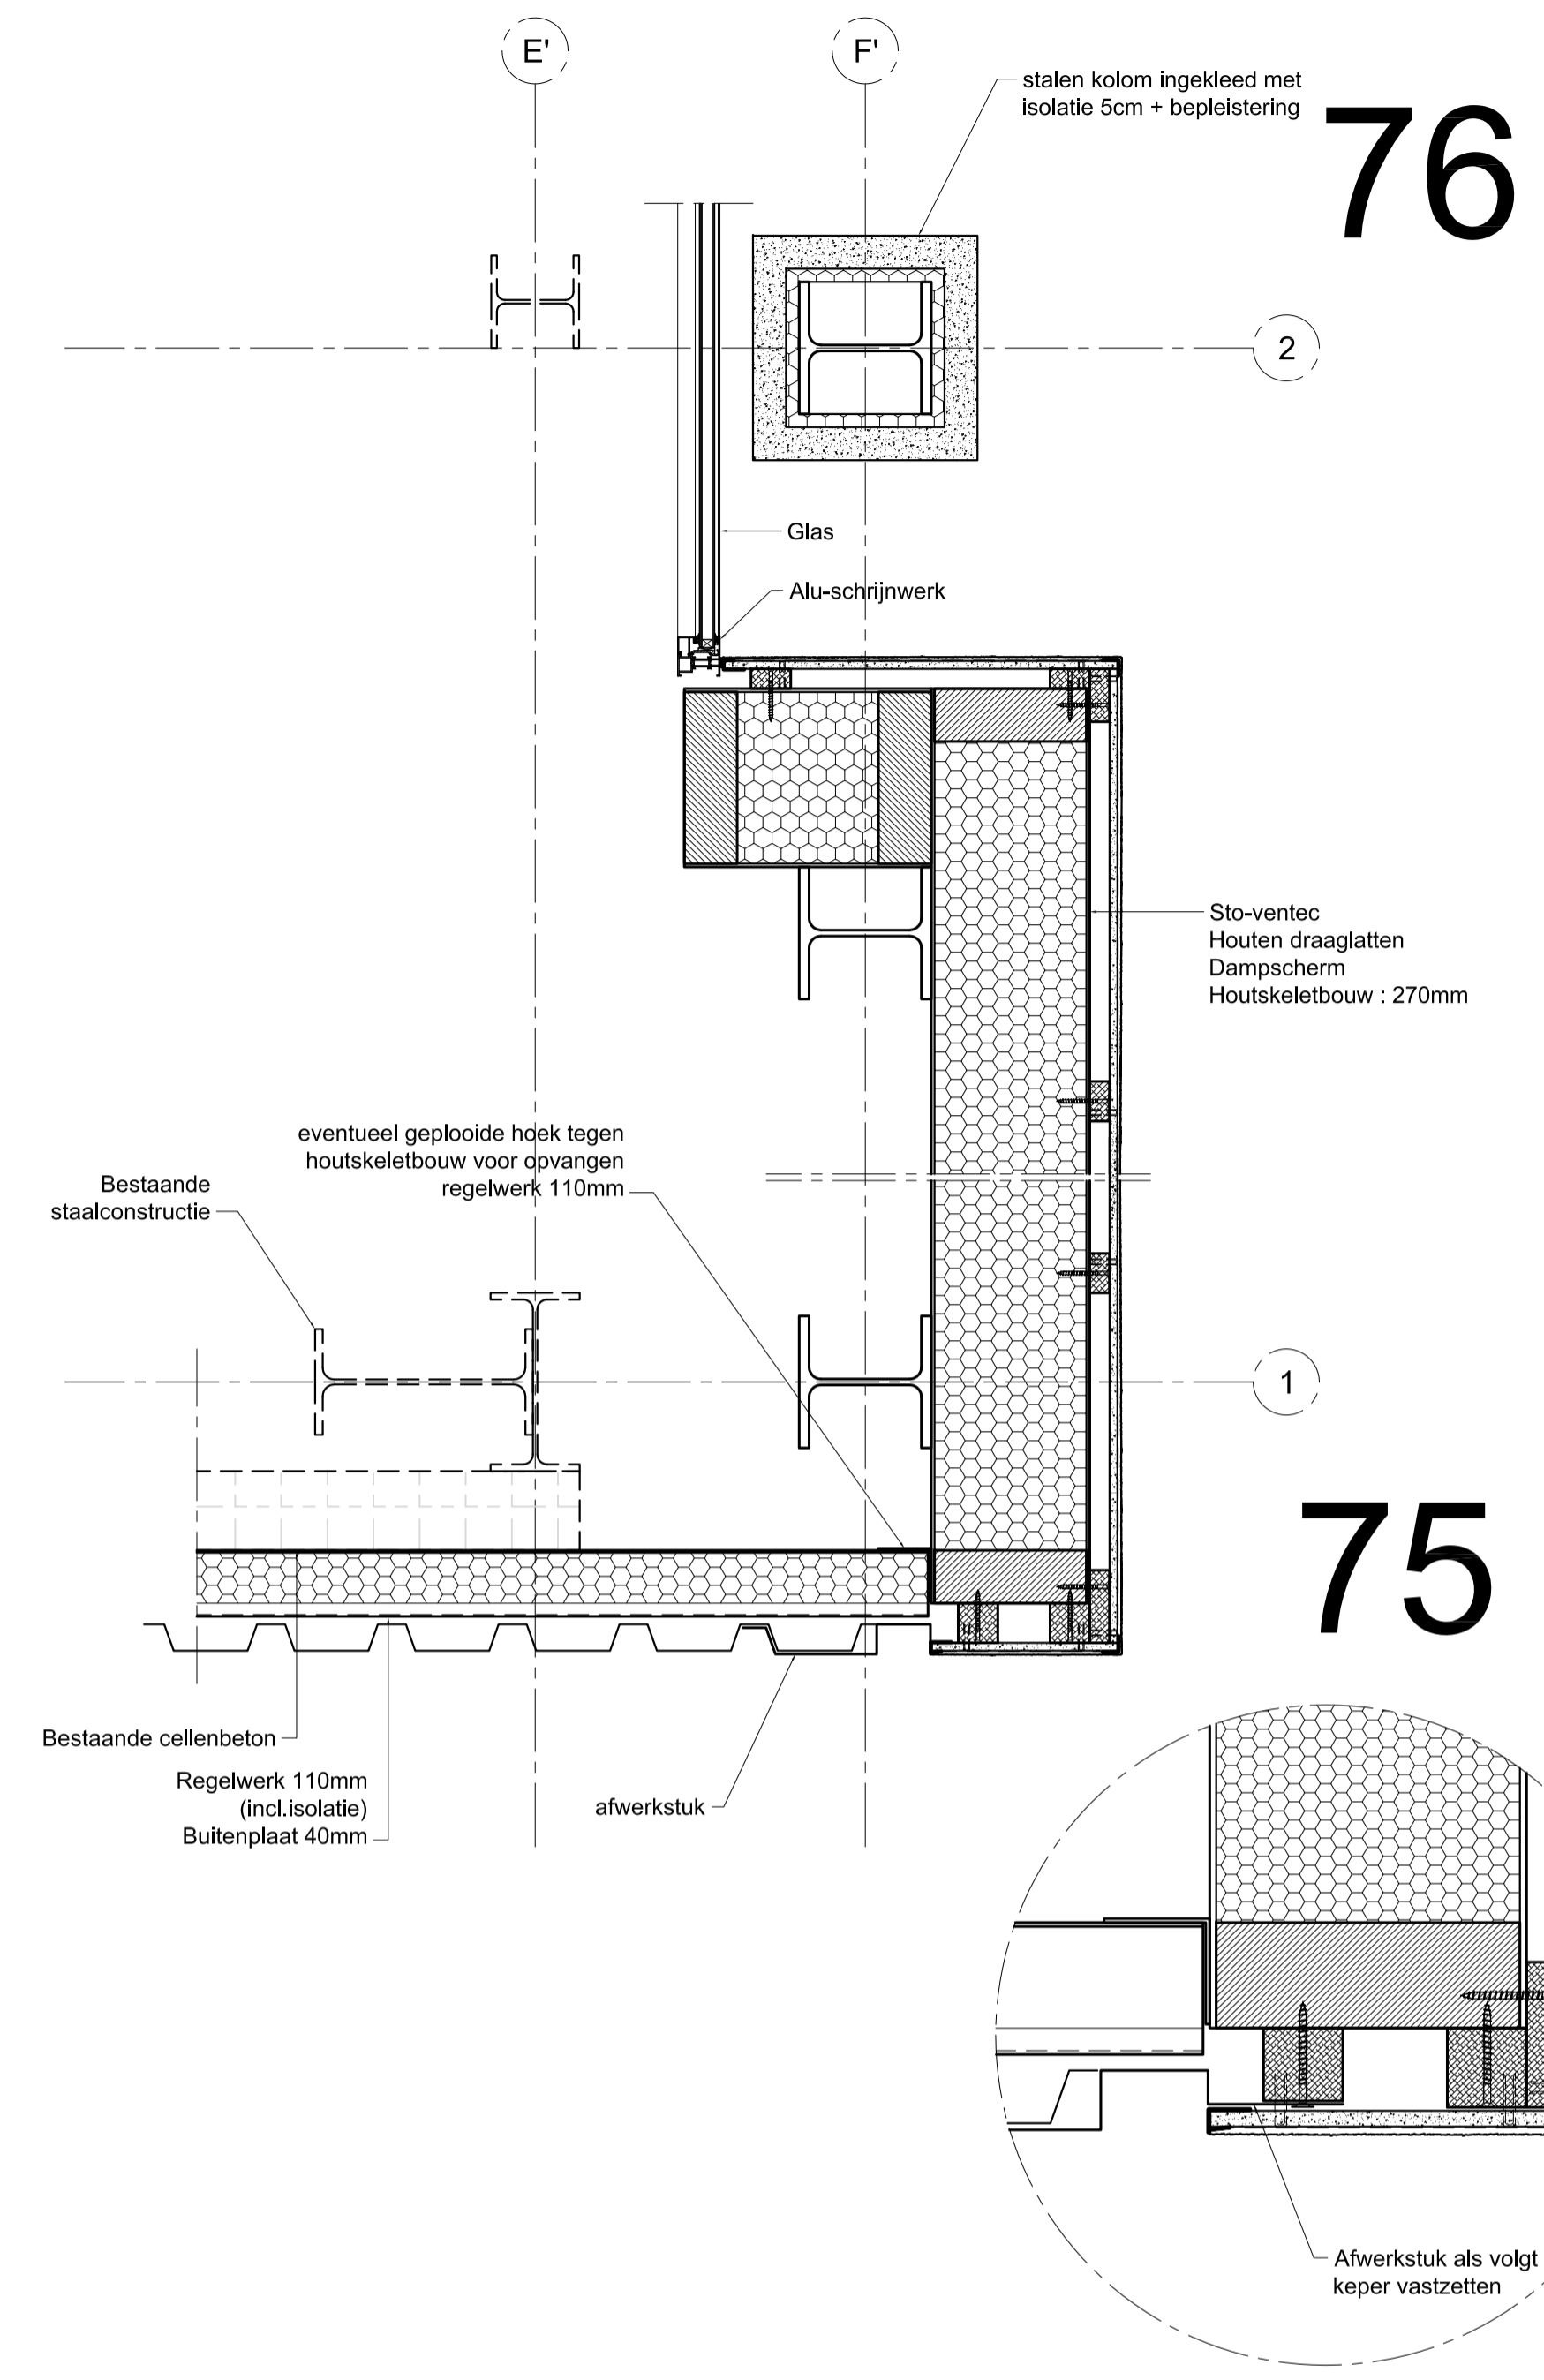 E'
F'
stalen kolom ingekleed met
isolatie 5cm + bepleistering
76
2
Glas
Alu-schrijnwerk
Sto-ventec
Houten draaglatten
Dampscherm
Houtskeletbouw : 270mm
eventueel geplooide hoek tegen
houtskeletbouw voor opvangen
regelwerk 110mm
Bestaande
staalconstructie
1
75
Bestaande cellenbeton
Regelwerk 110mm
(incl.isolatie)
Buitenplaat 40mm
afwerkstuk
Afwerkstuk als volgt
keper vastzetten